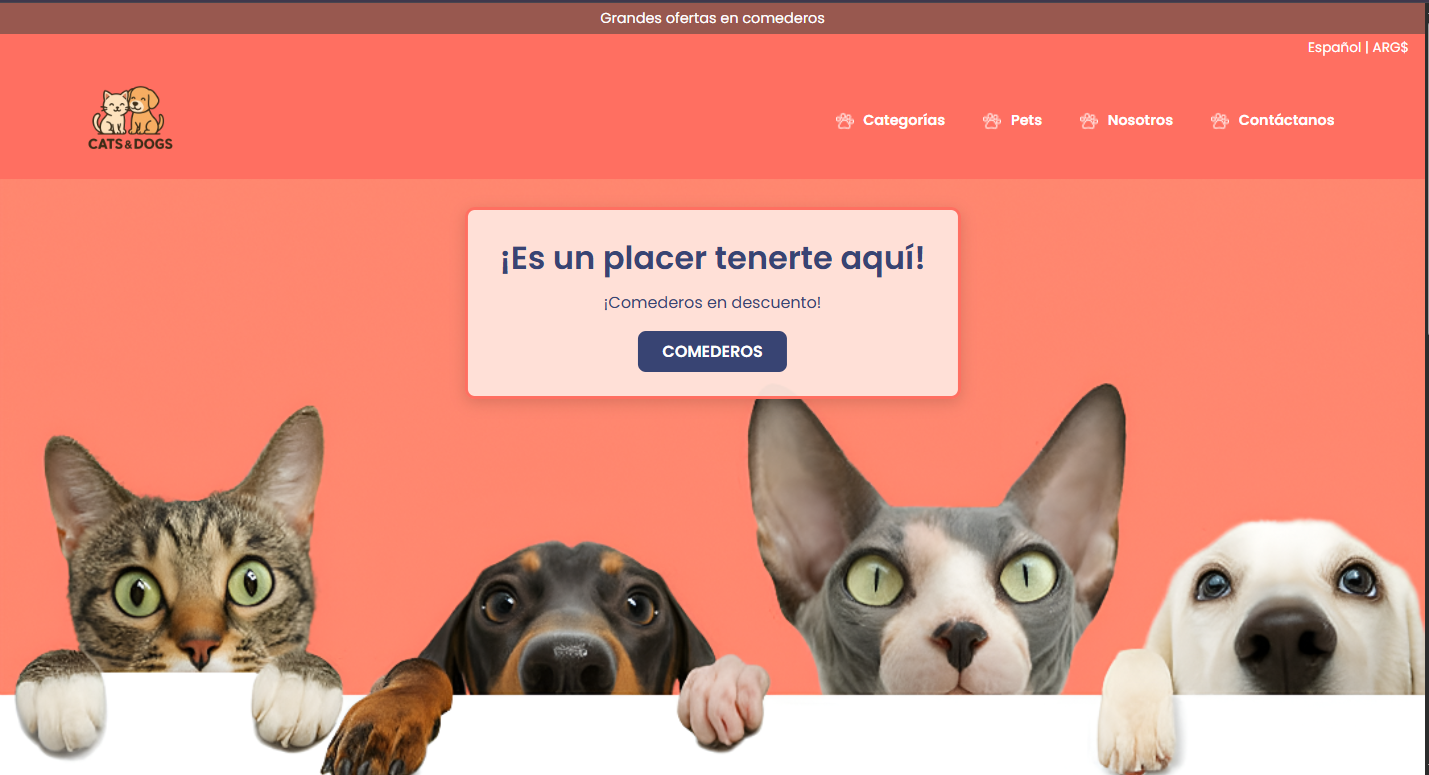 Grandes ofertas en comederos
Español | ARG$
CATS&DOGS
Categorías
Pets
Nosotros
Contáctanos
¡Es un placer tenerte aquí!
¡Comederos en descuento!
COMEDEROS